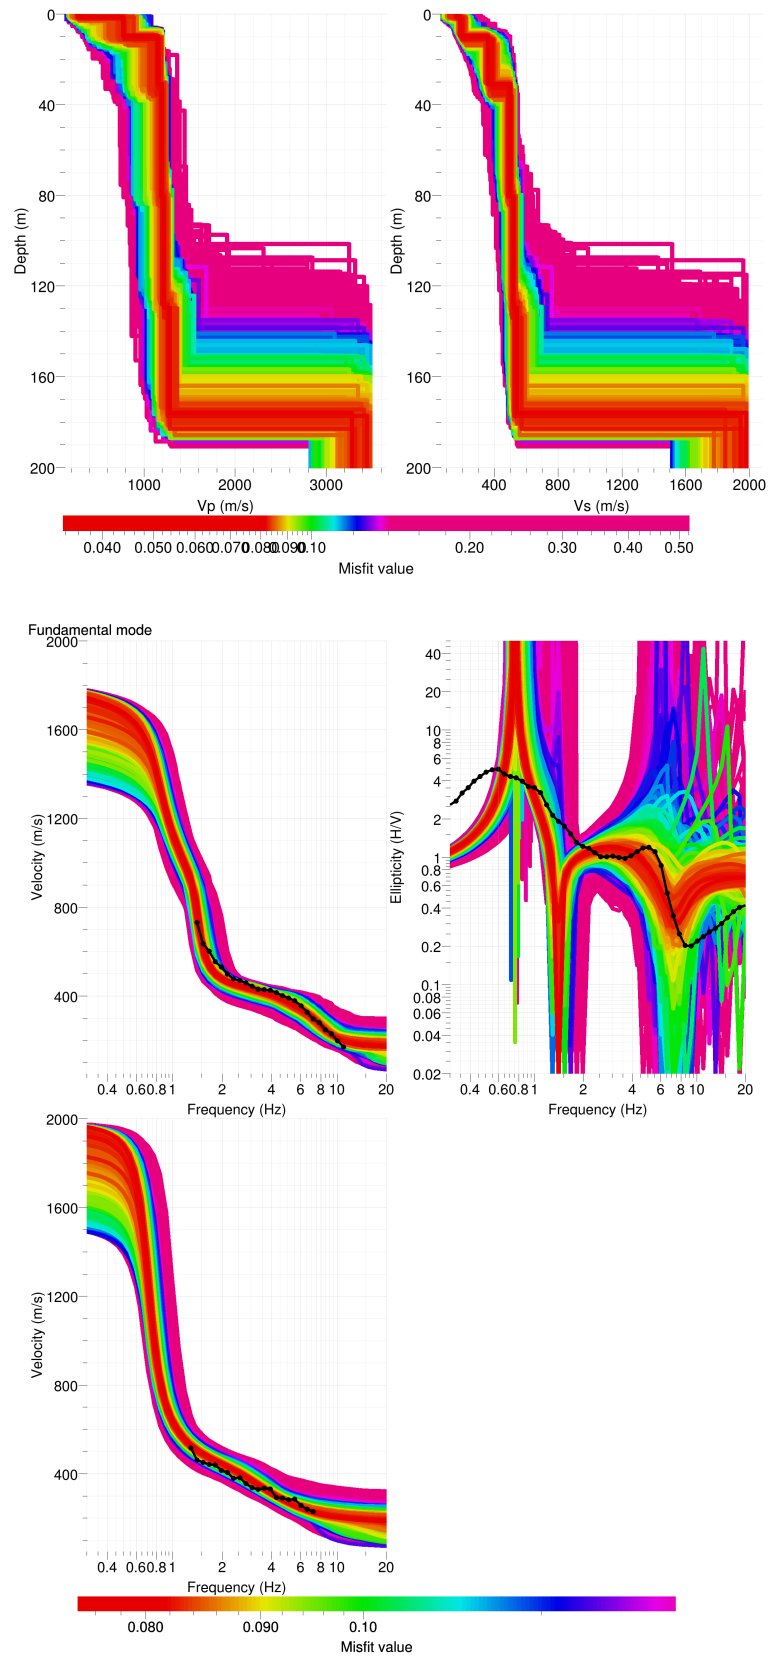 0
40
80
120
160
200
Depth (m)
1000 2000 3000
Vp (m/s)
0
40
80
120
160
200
Depth (m)
400 800 1200 1600 2000
Vs (m/s)
0.040 0.050 0.060 0.070 0.080 0.090 0.10 0.20 0.30 0.40 0.50
Misfit value
Fundamental mode
2000
1600
1200
800
400
Velocity (m/s)
0.4 0.6 0.8 1 2 4 6 8 10 20
Frequency (Hz)
40
20
10
8
6
4
2
1
0.8
0.6
0.4
0.2
0.1
0.08
0.06
0.04
0.02
Ellipticity (H/V)
0.4 0.6 0.8 1 2 4 6 8 10 20
Frequency (Hz)
2000
1600
1200
800
400
Velocity (m/s)
0.4 0.6 0.8 1 2 4 6 8 10 20
Frequency (Hz)
0.080 0.090 0.10
Misfit value